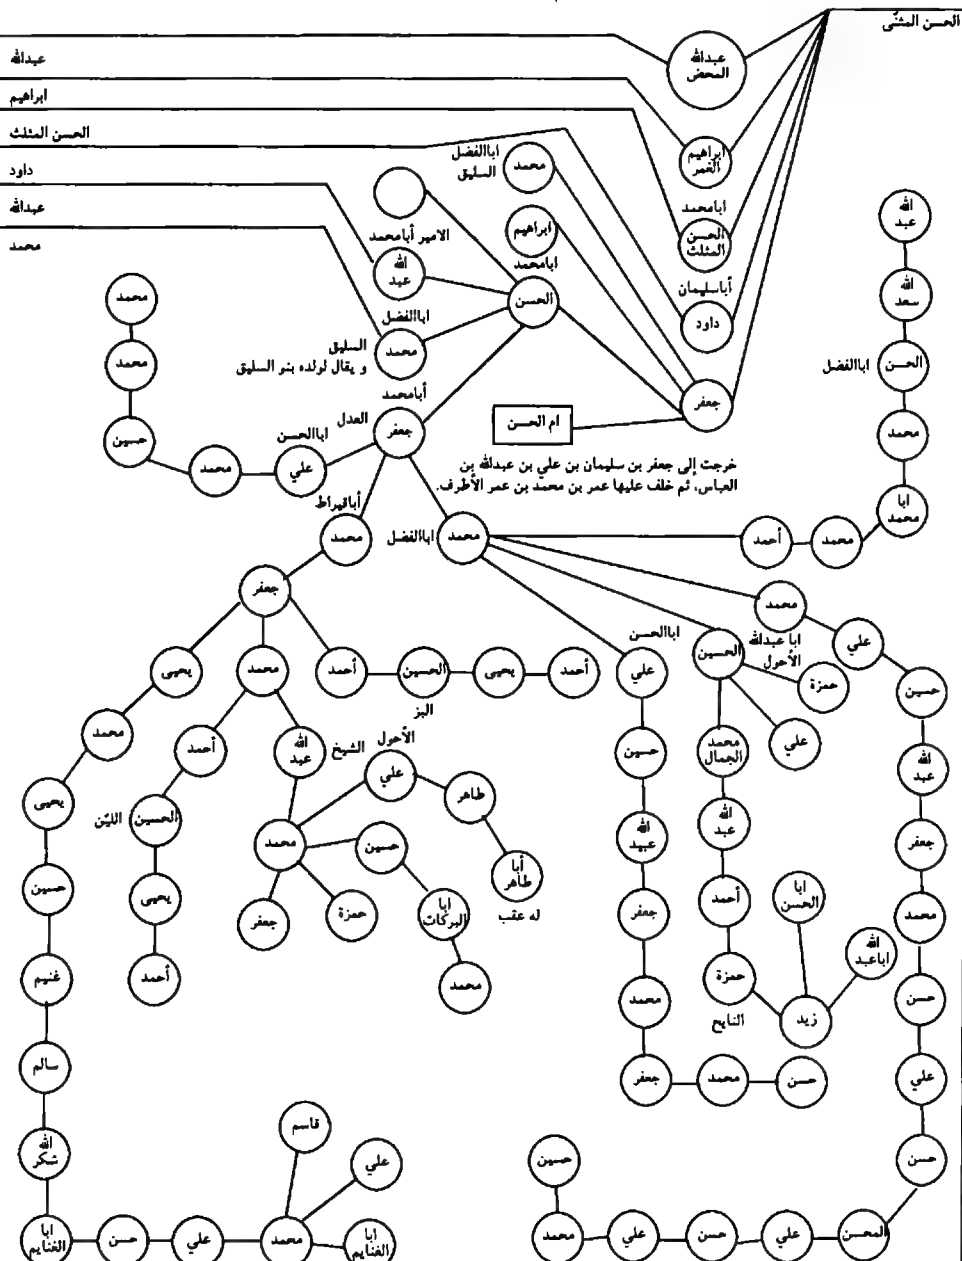 الحسن المثنّى
عبدالله
المحض
عبدالله
ابراهيم
الحسن المثلث
داود
عبدالله
محمد
ابراهيم
الغمر
ابامحمد
الحسن
المثلث
أباسليمان
داود
جعفر
اباالفضل
السليق
محمد
ابراهيم
ابامحمد
الحسن
الامير أبامحمد
الله
عبيد
اباالفضل
محمد
السليق
و يقال لولده بنو السليق
ام الحسن
خرجت إلى جعفر بن سليمان بن علي بن عبدالله بن
العباس، ثم خلف عليها عمر بن محمد بن عمر الأطرف.
أبامحمد
العدل
جعفر
الله
عبد
الله
سعد
الحسن
اباالفضل
محمد
ابا
محمد
محمد
أحمد
محمد
محمد
حسين
محمد
علي
اباالحسن
أباقيراط
محمد
محمد
اباالفضل
جعفر
يحيى
محمد
أحمد
الحسين
يحيى
أحمد
البز
محمد
أحمد
الله
عبد
الشيخ
الأحول
علي
طاهر
أبا
طاهر
له عقب
يحيى
الحسين
الليّن
يحيى
أحمد
محمد
حسين
ابا
البركات
محمد
حمزة
جعفر
حسين
غنيم
سالم
الله
شكر
ابا
الغنايم
حسن
علي
محمد
قاسم
علي
ابا
الغنايم
محمد
علي
حسين
الله
عبد
جعفر
محمد
حسن
علي
حسن
المحسن
علي
حسن
علي
محمد
حسين
ابا عبدالله
الأحول
الحسين
حمزة
علي
محمد
الجمال
الله
عبد
أحمد
حمزة
النايح
زيد
ابا
الحسن
الله
اباعبد
اباالحسن
علي
حسين
الله
عبيد
جعفر
محمد
جعفر
محمد
حسن